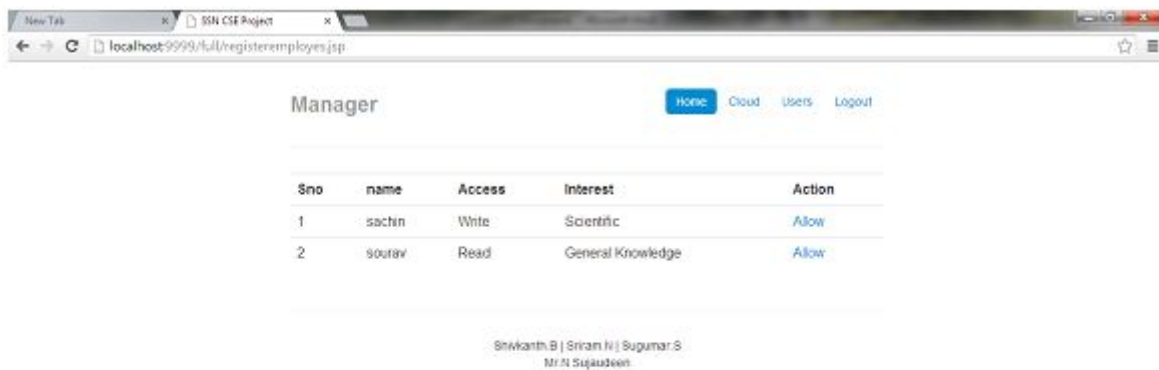 New Tab SSN CSE Project
localhost:9999/full/registeremployes.jsp
Manager Home Cloud Users Logout
Sno name Access Interest Action
1 sachin Write Scientific Allow
2 sourav Read General Knowledge Allow
Shivkanth.B | Sriram.N | Sugumar.S
Mr.N.Sujaudeen